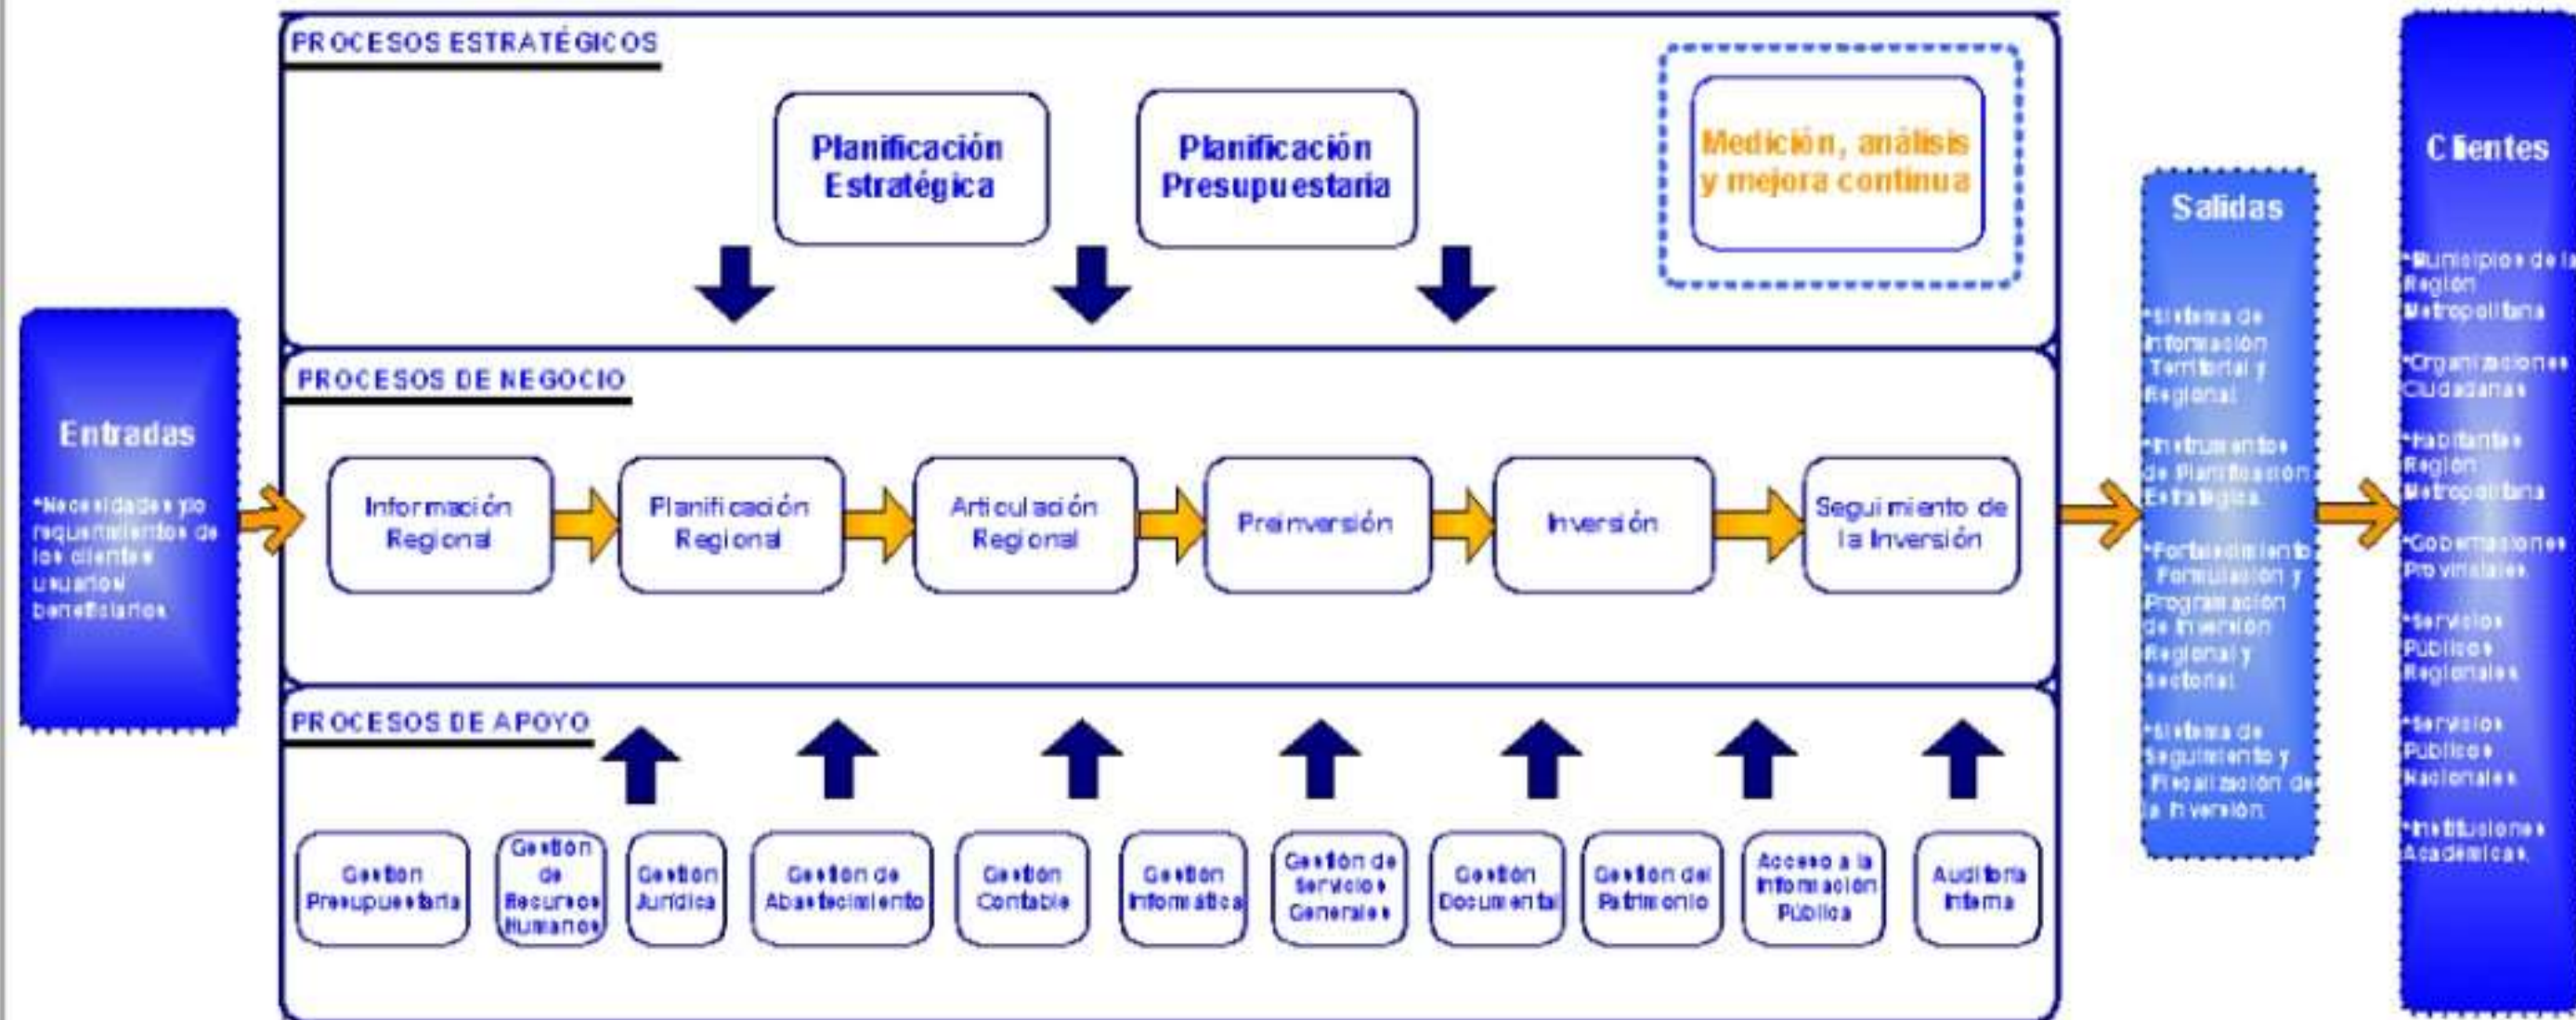 PROCESOS ESTRATÉGICOS
Planificación
Estratégica
Planificación
Presupuestaria
Medición, análisis
y mejora continua
PROCESOS DE NEGOCIO
Entradas
*Necesidades y/o
requerimientos de
los clientes
usuarios/
beneficiarios
Información
Regional
Planificación
Regional
Articulación
Regional
Preinversión
Inversión
Seguimiento de
la Inversión
PROCESOS DE APOYO
Gestión
Presupuestaria
Gestión
de
Recursos
Humanos
Gestión
Jurídica
Gestión de
Abastecimiento
Gestión
Contable
Gestión
Informática
Gestión de
Servicios
Generales
Gestión
Documental
Gestión del
Patrimonio
Acceso a la
Información
Pública
Auditoría
Interna
Salidas
*Sistema de
Información
Territorial y
Regional
*Instrumentos
de Planificación
Estratégica.
*Fortalecimiento
Formulación y
Programación
de Inversión
Regional y
Sectorial
*Sistema de
Seguimiento y
Fiscalización de
la Inversión
Clientes
*Municipios de la
Región
Metropolitana
*Organizaciones
Ciudadanas
*Habitantes
Región
Metropolitana
*Gobernaciones
Provinciales.
*Servicios
Públicos
Regionales
*Servicios
Públicos
Nacionales.
*Instituciones
Académicas.